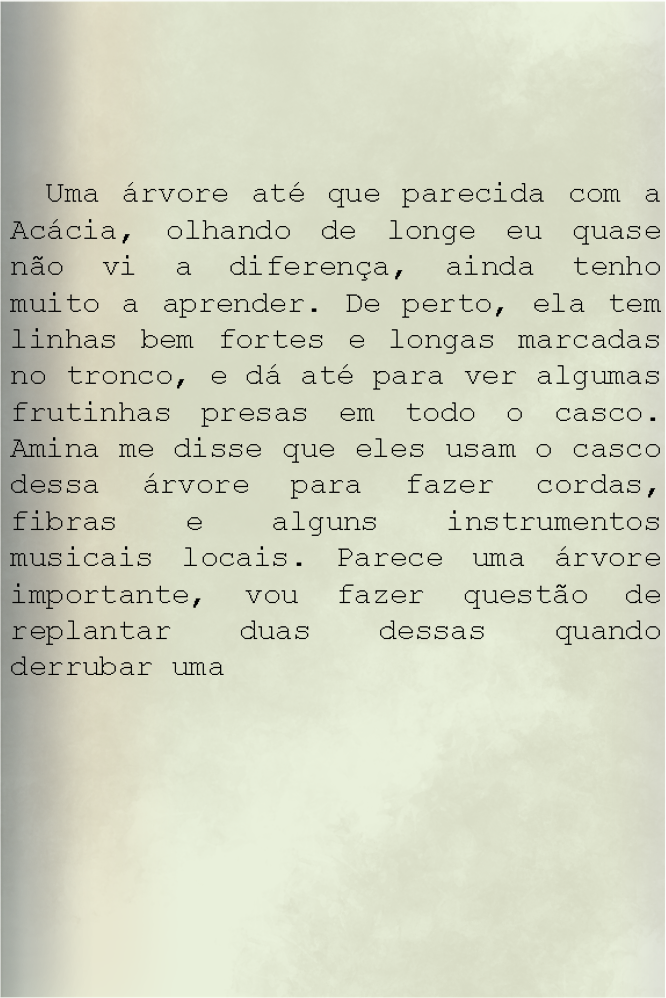 Uma árvore até que parecida com a
Acácia, olhando de longe eu quase
não vi a diferença, ainda tenho
muito a aprender. De perto, ela tem
linhas bem fortes e longas marcadas
no tronco, e dá até para ver algumas
frutinhas presas em todo o casco.
Amina me disse que eles usam o casco
dessa árvore para fazer cordas,
fibras e alguns instrumentos
musicais locais. Parece uma árvore
importante, vou fazer questão de
replantar duas dessas quando
derrubar uma